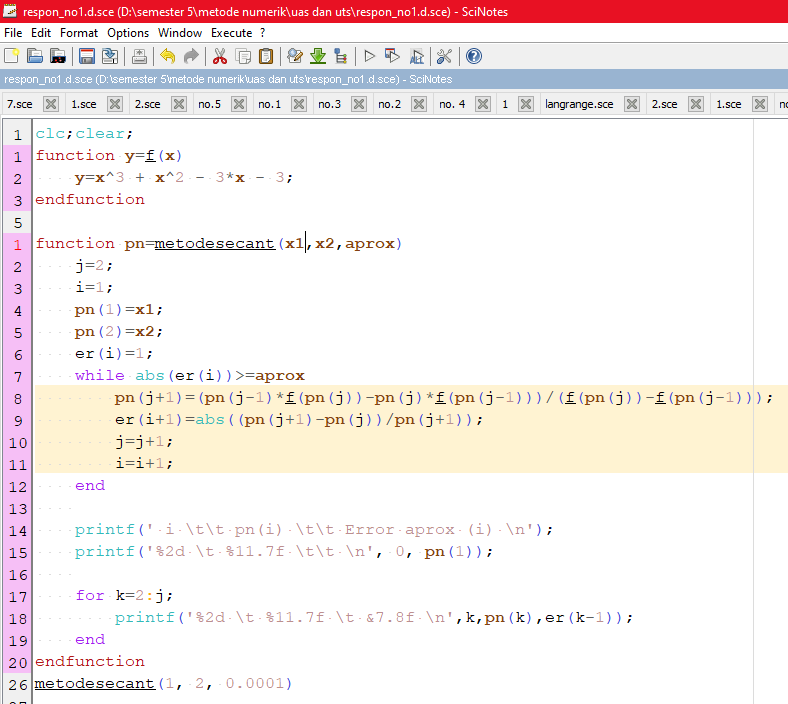 respon_no1.d.sce (D:\semester 5\metode numerik\uas dan uts\respon_no1.d.sce) - SciNotes
File Edit Format Options Window Execute ?
respon_no1.d.sce (D:\semester 5\metode numerik\uas dan uts\respon_no1.d.sce) - SciNotes
7.sce 1.sce 2.sce no.5 no.1 no.3 no.2 no. 4 1 langrange.sce 2.sce 1.sce
1 clc;clear;
1 function y=f(x)
2 y=x^3 + x^2 - 3*x - 3;
3 endfunction
5
1 function pn=metodesecant(x1,x2,aprox)
2 j=2;
3 i=1;
4 pn(1)=x1;
5 pn(2)=x2;
6 er(i)=1;
7 while abs(er(i))>=aprox
8 pn(j+1)=(pn(j-1)*f(pn(j))-pn(j)*f(pn(j-1)))/(f(pn(j))-f(pn(j-1)));
9 er(i+1)=abs((pn(j+1)-pn(j))/pn(j+1));
10 j=j+1;
11 i=i+1;
12 end
13
14 printf(' i \t\t pn(i) \t\t Error aprox (i) \n');
15 printf('%2d \t %11.7f \t\t \n', 0, pn(1));
16
17 for k=2:j;
18 printf('%2d \t %11.7f \t &7.8f \n',k,pn(k),er(k-1));
19 end
20 endfunction
26 metodesecant(1, 2, 0.0001)